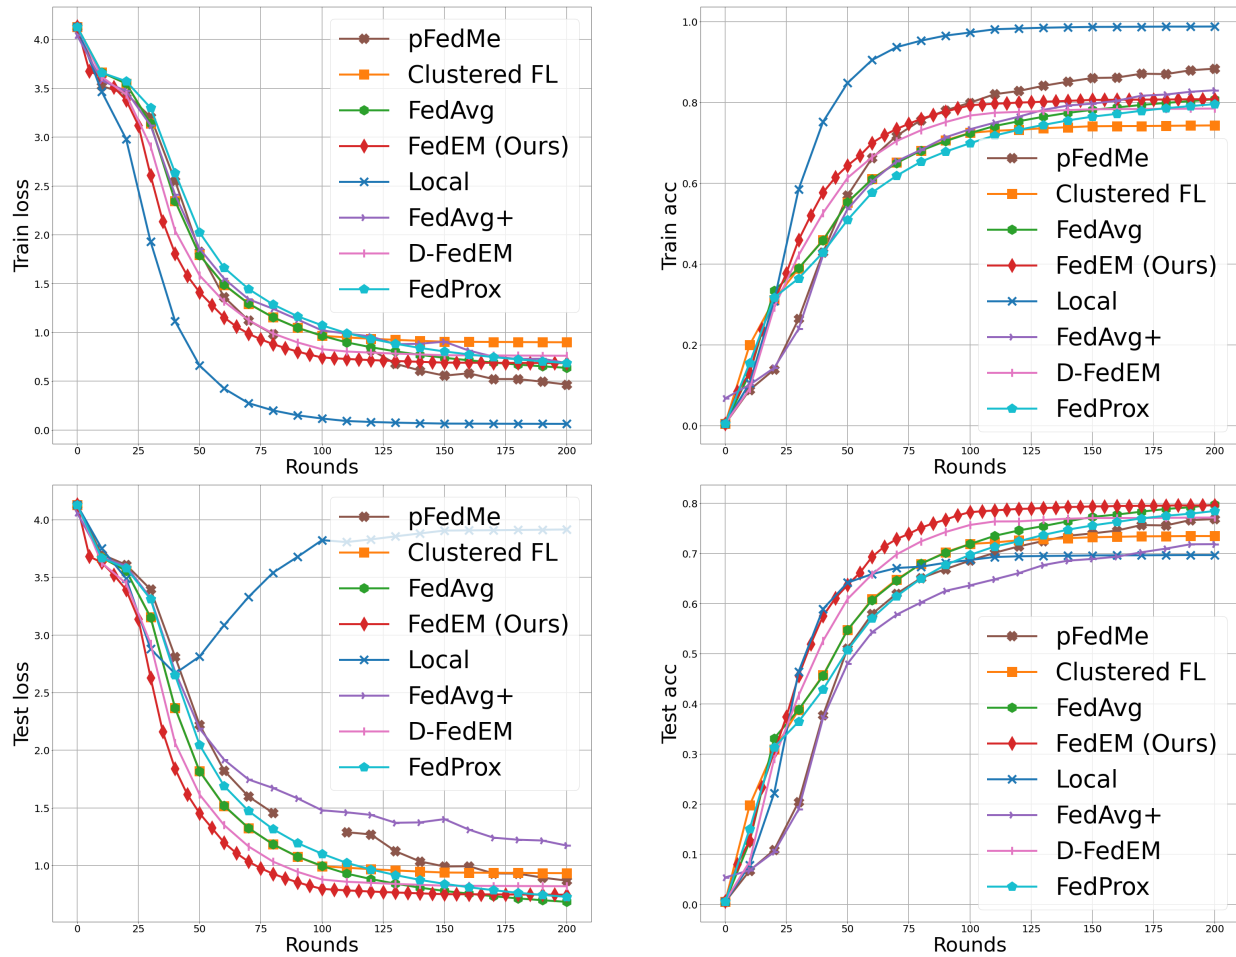 4.0
3.5
3.0
2.5
2.0
1.5
1.0
0.5
0.0
Train loss
0 25 50 75 100 125 150 175 200
Rounds
pFedMe
Clustered FL
FedAvg
FedEM (Ours)
Local
FedAvg+
D-FedEM
FedProx
1.0
0.8
0.6
0.4
0.2
0.0
Train acc
0 25 50 75 100 125 150 175 200
Rounds
pFedMe
Clustered FL
FedAvg
FedEM (Ours)
Local
FedAvg+
D-FedEM
FedProx
4.0
3.5
3.0
2.5
2.0
1.5
1.0
Test loss
0 25 50 75 100 125 150 175 200
Rounds
pFedMe
Clustered FL
FedAvg
FedEM (Ours)
Local
FedAvg+
D-FedEM
FedProx
0.8
0.7
0.6
0.5
0.4
0.3
0.2
0.1
0.0
Test acc
0 25 50 75 100 125 150 175 200
Rounds
pFedMe
Clustered FL
FedAvg
FedEM (Ours)
Local
FedAvg+
D-FedEM
FedProx